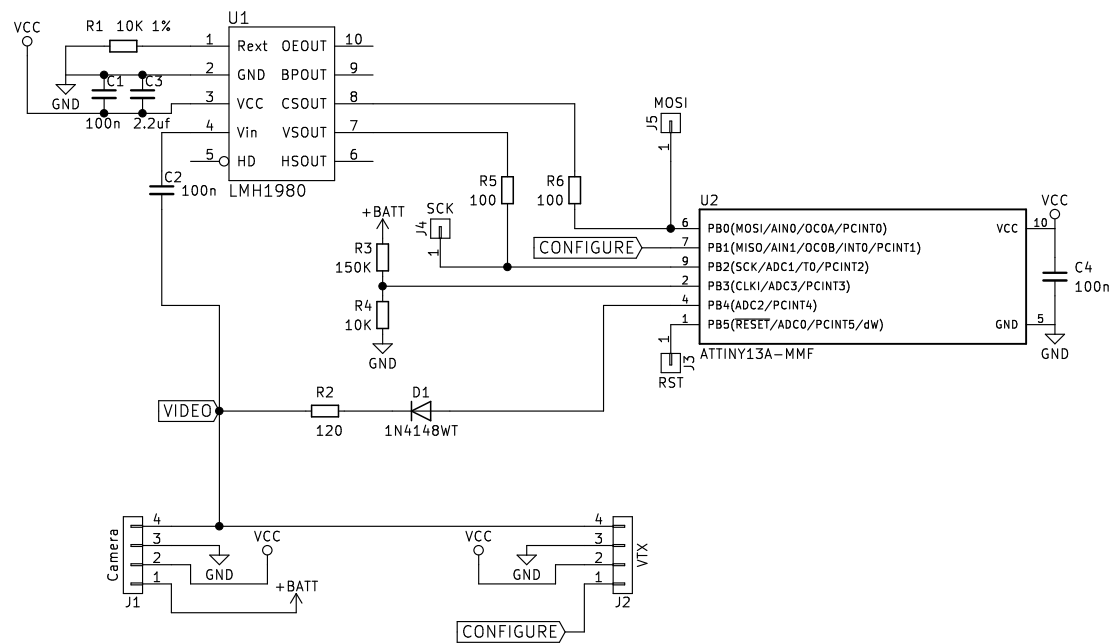 U1
R1 10K 1%
VCC
1 Rext OEOUT 10
2 GND BPOUT 9
C1 C3
GND
3 VCC CSOUT 8
100n 2.2uf
4 Vin VSOUT 7
5 HD HSOUT 6
LMH1980
C2
100n
MOSI
J5
1
R5
100
R6
100
+BATT
SCK
J4
1
R3
150K
R4
10K
GND
CONFIGURE
U2
6 PB0(MOSI/AIN0/OC0A/PCINT0) VCC 10
7 PB1(MISO/AIN1/OC0B/INT0/PCINT1)
9 PB2(SCK/ADC1/T0/PCINT2)
2 PB3(CLKI/ADC3/PCINT3)
4 PB4(ADC2/PCINT4)
1 PB5(RESET/ADC0/PCINT5/dW) GND 5
ATTINY13A-MMF
VCC
C4
100n
GND
1
J3
RST
VIDEO
R2
120
D1
1N4148WT
Camera
4
3
2
1
J1
GND
VCC
+BATT
VCC
GND
4
3
2
1
VTX
J2
CONFIGURE